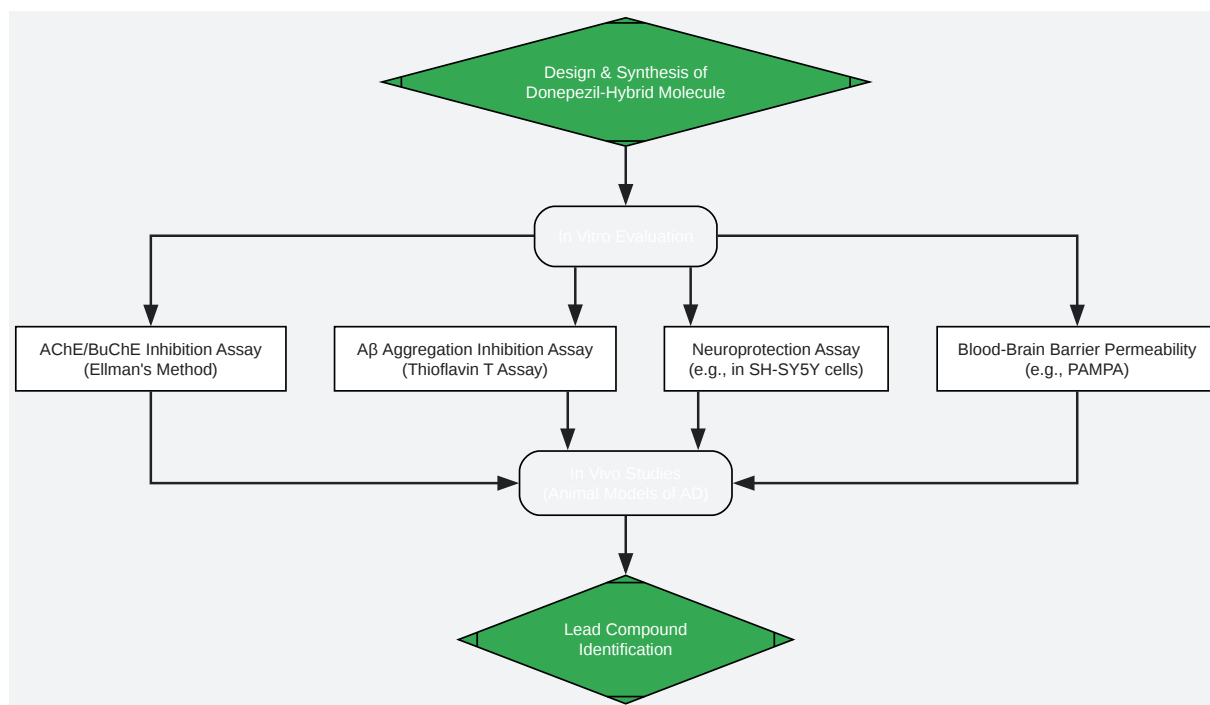 Design & Synthesis of
Donepezil-Hybrid Molecule
In Vitro Evaluation
AChE/BuChE Inhibition Assay
(Ellman's Method)
Aβ Aggregation Inhibition Assay
(Thioflavin T Assay)
Neuroprotection Assay
(e.g., in SH-SY5Y cells)
Blood-Brain Barrier Permeability
(e.g., PAMPA)
In Vivo Studies
(Animal Models of AD)
Lead Compound
Identification